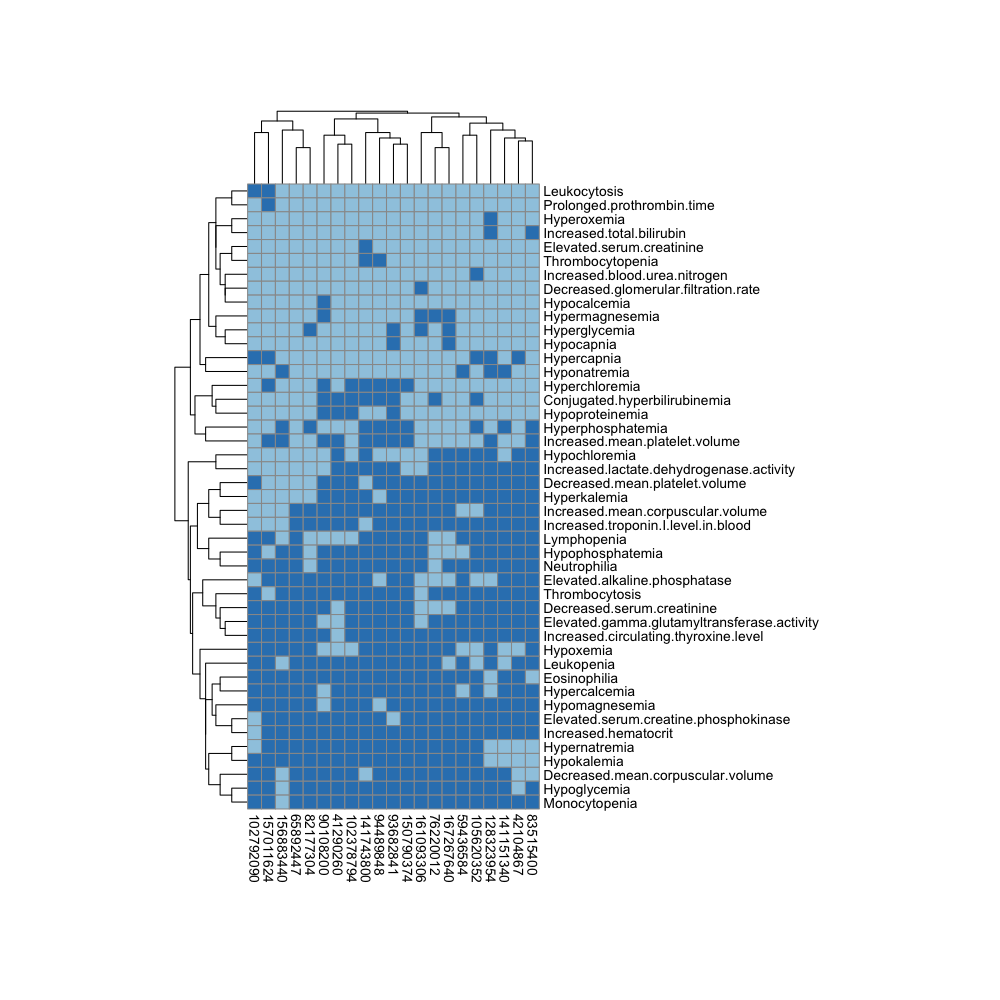 Leukocytosis
Prolonged.prothrombin.time
Hyperoxemia
Increased.total.bilirubin
Elevated.serum.creatinine
Thrombocytopenia
Increased.blood.urea.nitrogen
Decreased.glomerular.filtration.rate
Hypocalcemia
Hypermagnesemia
Hyperglycemia
Hypocapnia
Hypercapnia
Hyponatremia
Hyperchloremia
Conjugated.hyperbilirubinemia
Hypoproteinemia
Hyperphosphatemia
Increased.mean.platelet.volume
Hypochloremia
Increased.lactate.dehydrogenase.activity
Decreased.mean.platelet.volume
Hyperkalemia
Increased.mean.corpuscular.volume
Increased.troponin.I.level.in.blood
Lymphopenia
Hypophosphatemia
Neutrophilia
Elevated.alkaline.phosphatase
Thrombocytosis
Decreased.serum.creatinine
Elevated.gamma.glutamyltransferase.activity
Increased.circulating.thyroxine.level
Hypoxemia
Leukopenia
Eosinophilia
Hypercalcemia
Hypomagnesemia
Elevated.serum.creatine.phosphokinase
Increased.hematocrit
Hypernatremia
Hypokalemia
Decreased.mean.corpuscular.volume
Hypoglycemia
Monocytopenia
102792090
157011624
156883440
65892447
82177304
90108200
41290260
102378794
141743800
94489848
93682841
150790374
161093306
76220012
167267640
59436584
105620352
128323954
141151340
42104867
83515400